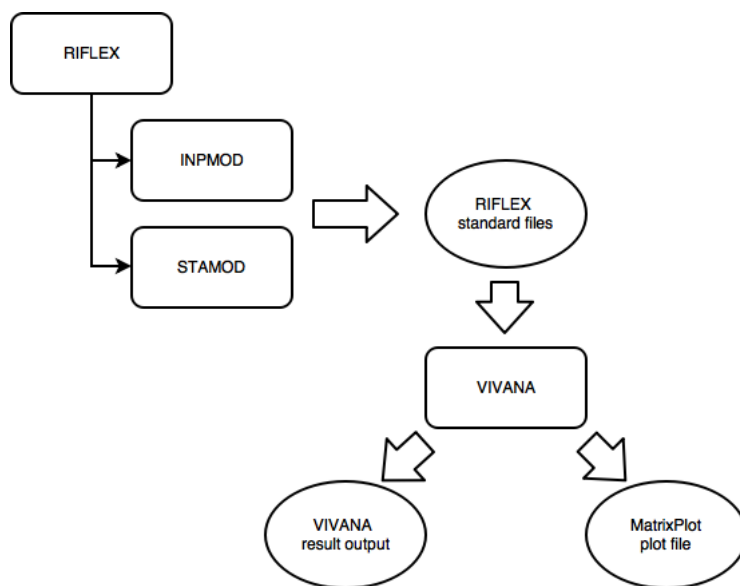 RIFLEX
INPMOD
RIFLEX
standard files
STAMOD
VIVANA
VIVANA
result output
MatrixPlot
plot file